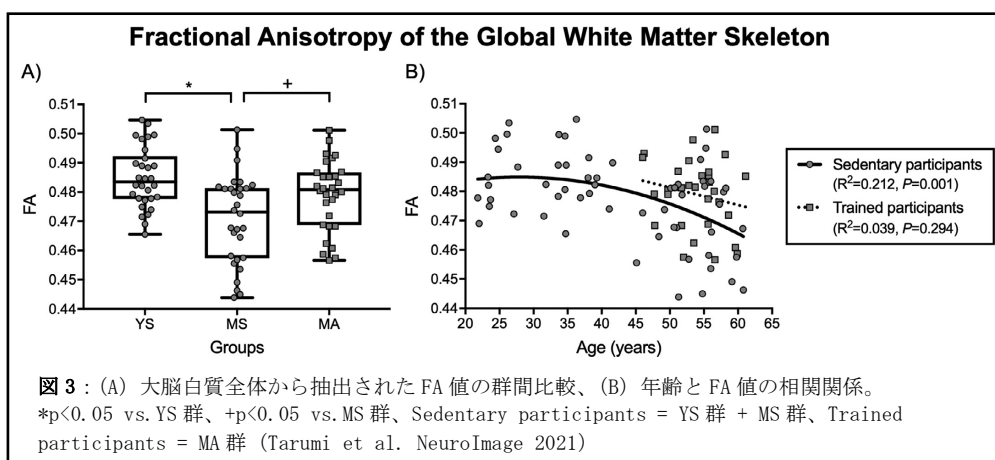 Fractional Anisotropy of the Global White Matter Skeleton
A)
*
+
0.51
0.50
0.49
0.48
0.47
0.46
0.45
0.44
FA
YS
MS
MA
Groups
B)
0.51
0.50
0.49
0.48
0.47
0.46
0.45
0.44
FA
20
25
30
35
40
45
50
55
60
65
Age (years)
Sedentary participants
(R²=0.212, P=0.001)
Trained participants
(R²=0.039, P=0.294)
図 3：(A) 大脳白質全体から抽出された FA 値の群間比較、(B) 年齢と FA 値の相関関係。
*p<0.05 vs.YS 群、+p<0.05 vs.MS 群、Sedentary participants = YS 群 + MS 群、Trained
participants = MA 群 (Tarumi et al. NeuroImage 2021)